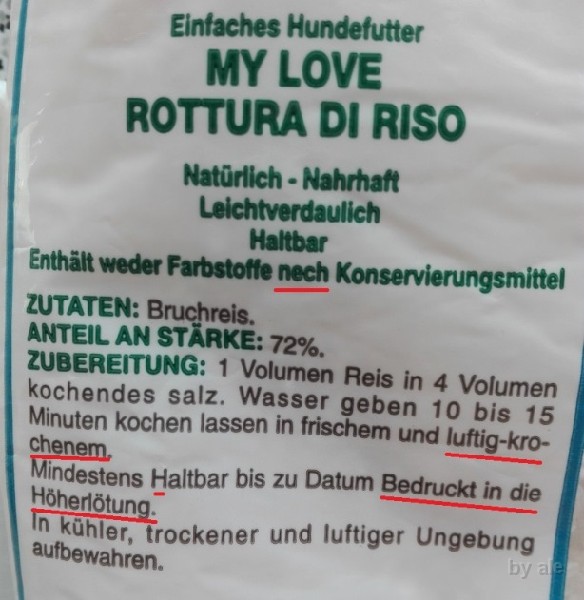 Einfaches Hundefutter
MY LOVE
ROTTURA DI RISO
Natürlich - Nahrhaft
Leichtverdaulich
Haltbar
Enthält weder Farbstoffe nech Konservierungsmittel
ZUTATEN: Bruchreis.
ANTEIL AN STÄRKE: 72%.
ZUBEREITUNG: 1 Volumen Reis in 4 Volumen
kochendes salz. Wasser geben 10 bis 15
Minuten kochen lassen in frischem und luftig-kro-
chenem.
Mindestens Haltbar bis zu Datum Bedruckt in die
Höherlötung.
In kühler, trockener und luftiger Ungebung
aufbewahren.
by ale